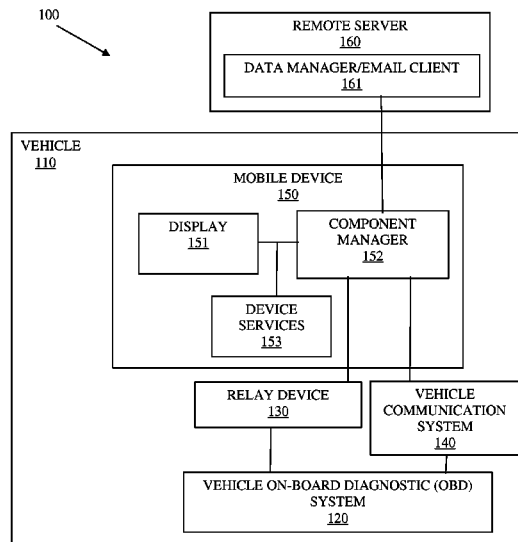 100
REMOTE SERVER
160
DATA MANAGER/EMAIL CLIENT
161
VEHICLE
110
MOBILE DEVICE
150
DISPLAY
151
COMPONENT
MANAGER
152
DEVICE
SERVICES
153
RELAY DEVICE
130
VEHICLE
COMMUNICATION
SYSTEM
140
VEHICLE ON-BOARD DIAGNOSTIC (OBD)
SYSTEM
120